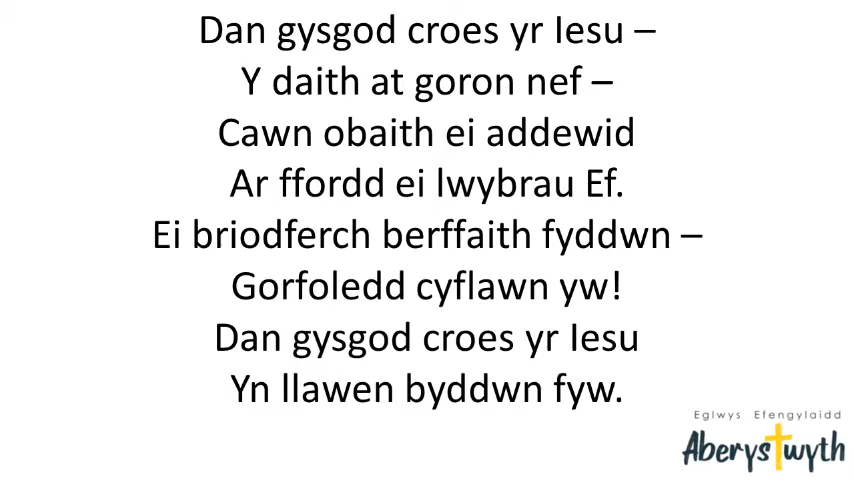 Dan gysgod croes yr Iesu –
Y daith at goron nef –
Cawn obaith ei addewid
Ar ffordd ei lwybrau Ef.
Ei briodferch berffaith fyddwn –
Gorfoledd cyflawn yw!
Dan gysgod croes yr Iesu
Yn llawen byddwn fyw.
Eglwys Efengylaidd
Aberystwyth